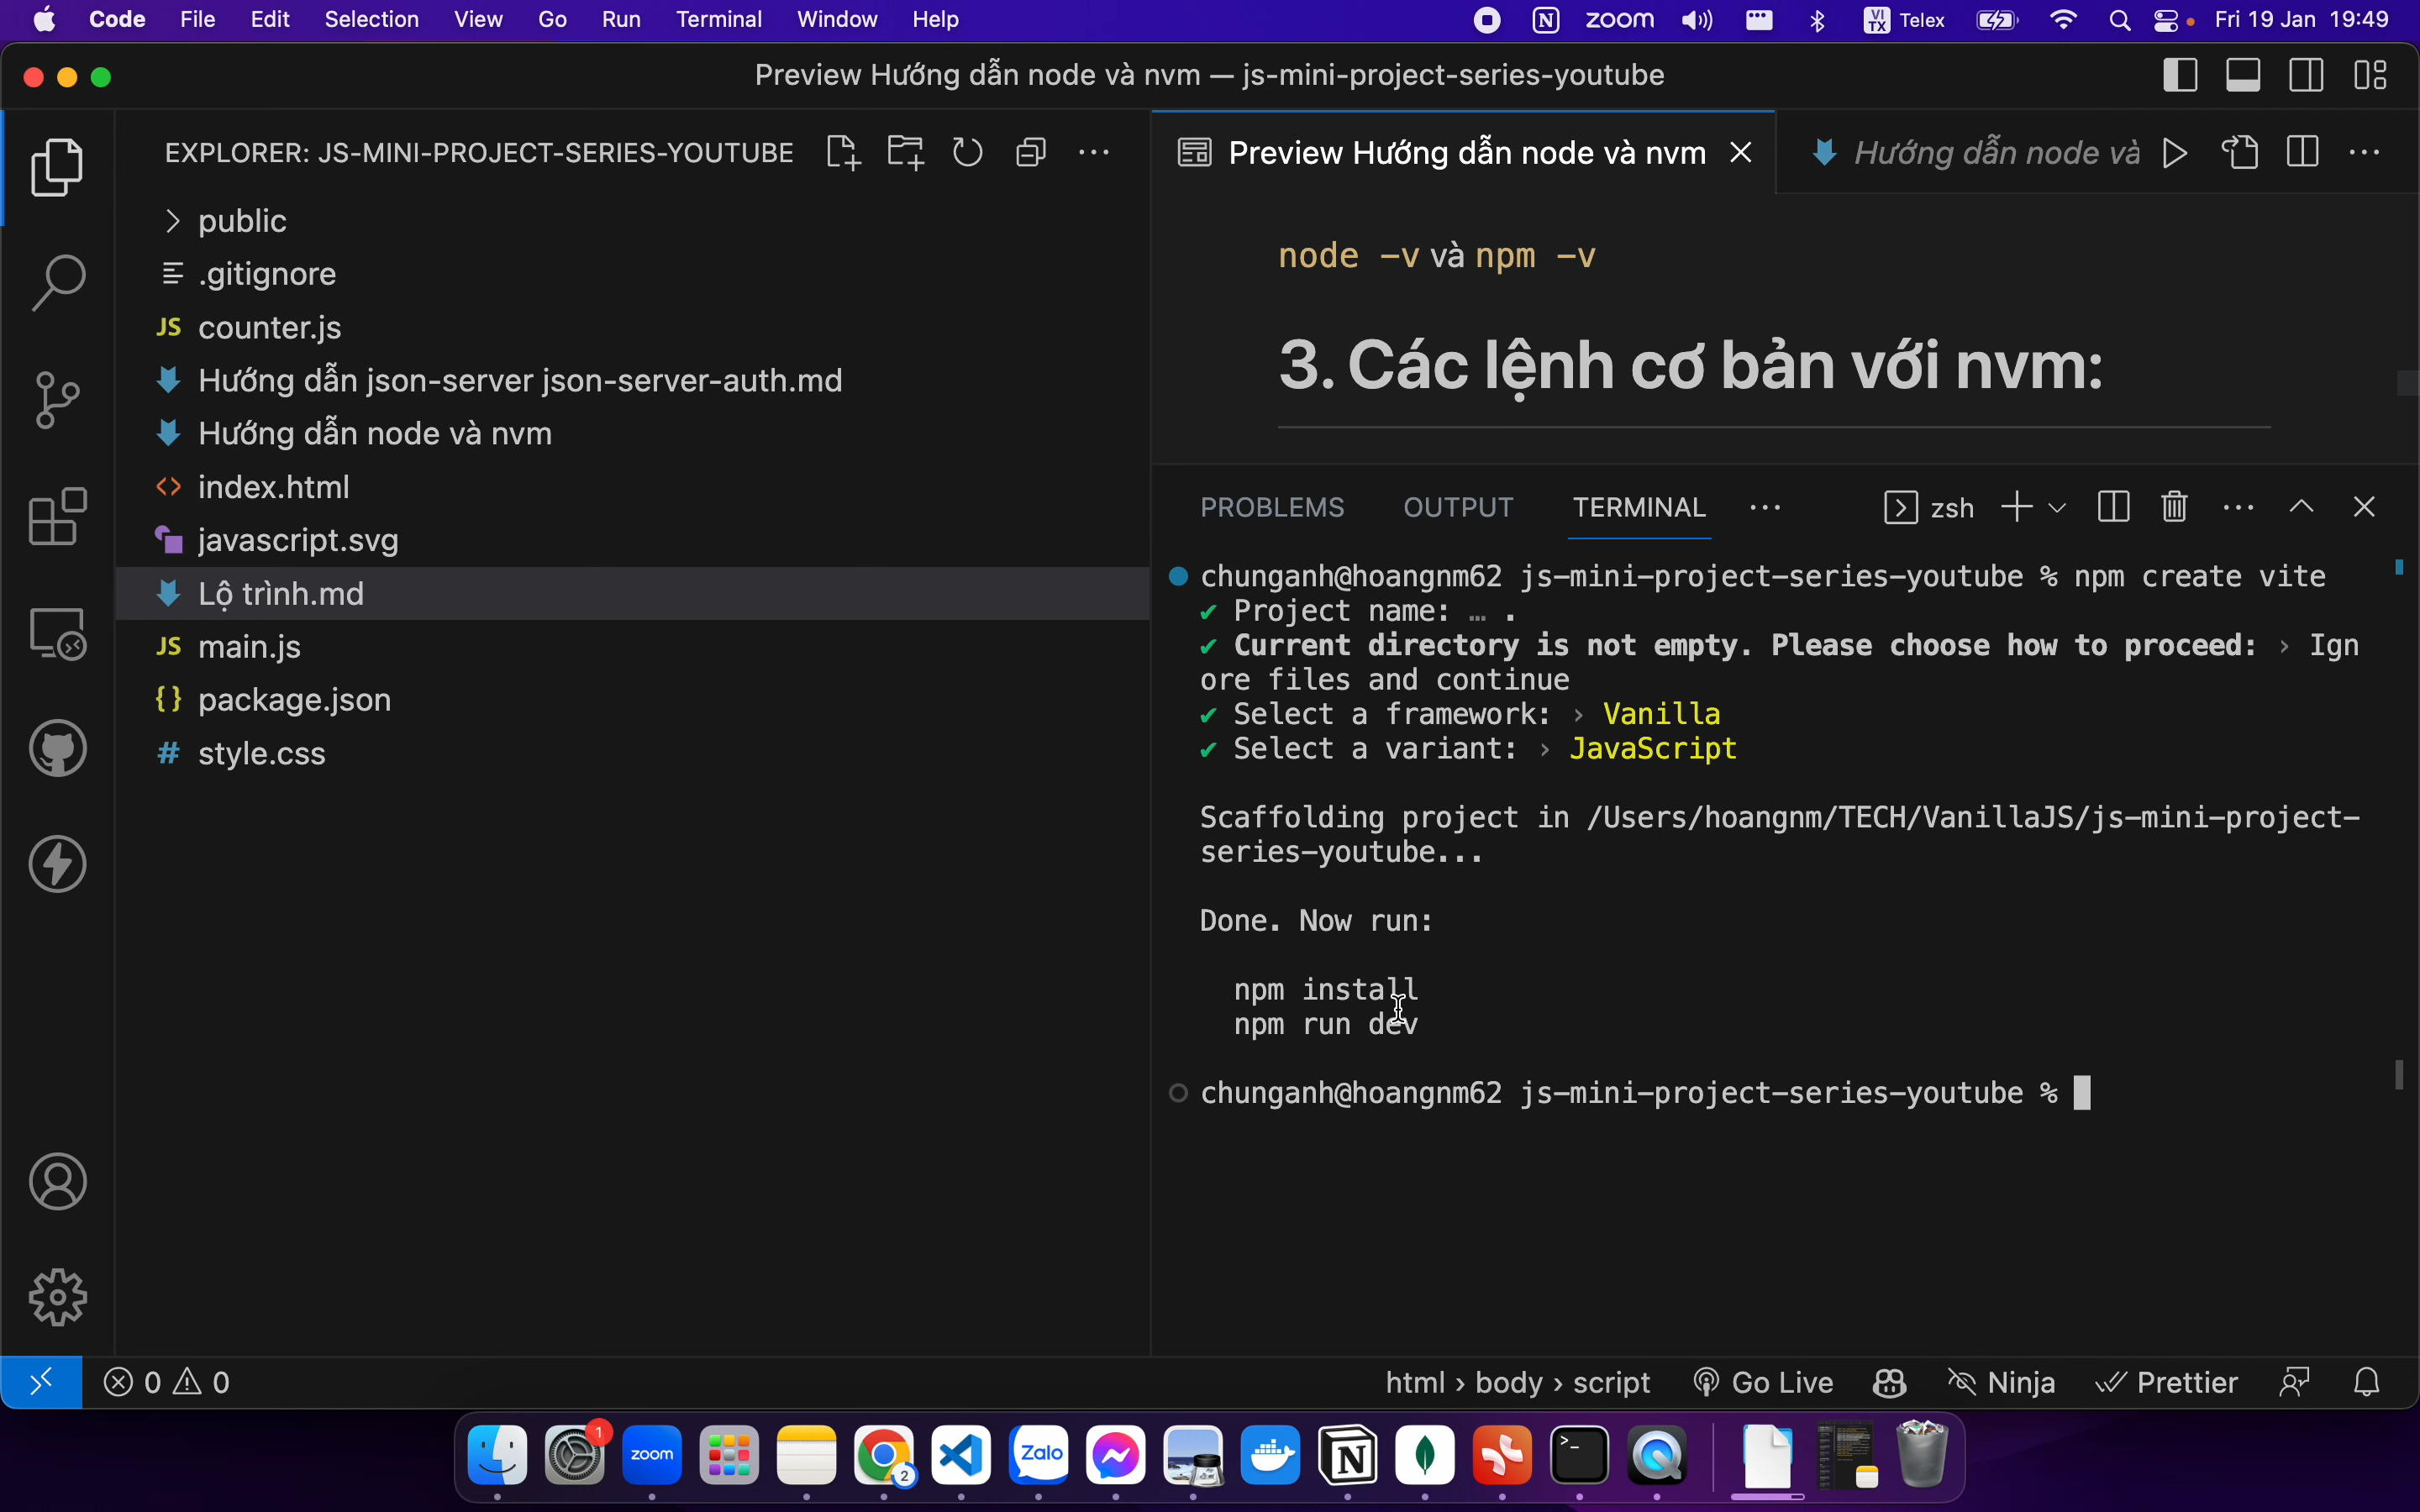 Code File Edit Selection View Go Run Terminal Window Help
zoom VI TX Telex Fri 19 Jan 19:49
Preview Hướng dẫn node và nvm — js-mini-project-series-youtube
EXPLORER: JS-MINI-PROJECT-SERIES-YOUTUBE
public
.gitignore
JS counter.js
Hướng dẫn json-server json-server-auth.md
Hướng dẫn node và nvm
<> index.html
javascript.svg
Lộ trình.md
JS main.js
{} package.json
# style.css
Preview Hướng dẫn node và nvm
Hướng dẫn node và
node -v và npm -v
3. Các lệnh cơ bản với nvm:
PROBLEMS OUTPUT TERMINAL ··· zsh
chunganh@hoangnm62 js-mini-project-series-youtube % npm create vite
✔ Project name: … .
✔ Current directory is not empty. Please choose how to proceed: › Ign
ore files and continue
✔ Select a framework: › Vanilla
✔ Select a variant: › JavaScript
Scaffolding project in /Users/hoangnm/TECH/VanillaJS/js-mini-project-
series-youtube...
Done. Now run:
npm install
npm run dev
chunganh@hoangnm62 js-mini-project-series-youtube %
0 0 html › body › script Go Live Ninja Prettier
1 zoom 2 Zalo